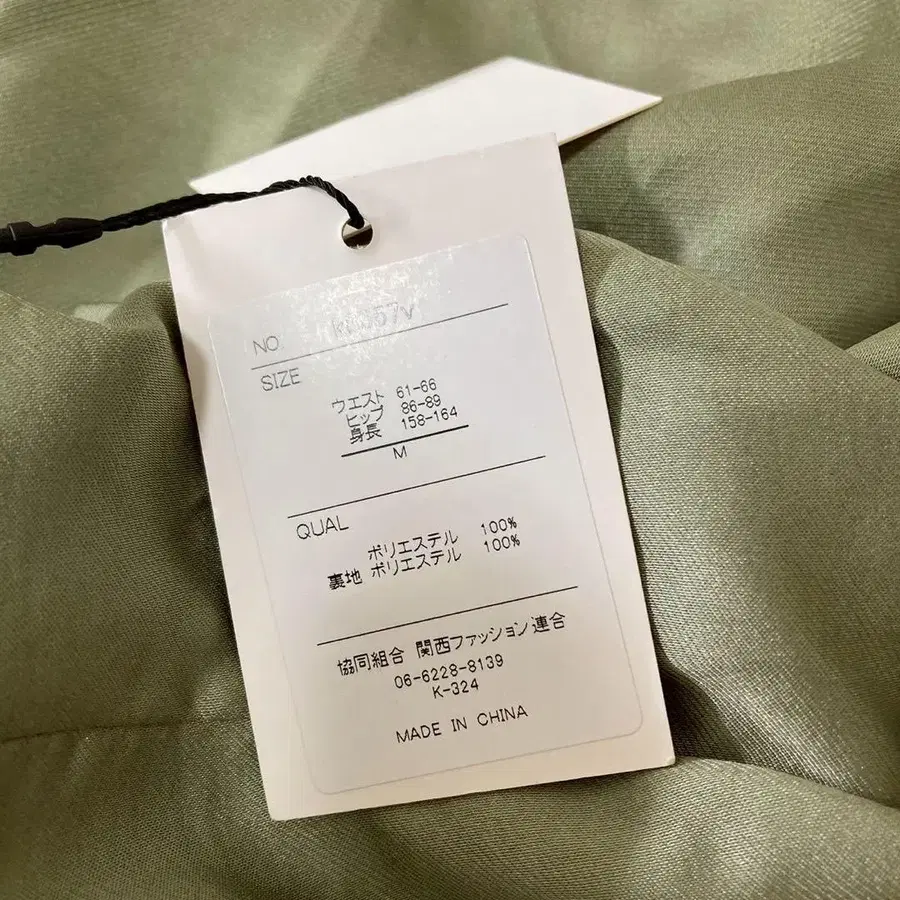 NO
SIZE
ウエスト 61-66
ヒップ 86-89
身長 158-164
M
QUAL
ポリエステル 100%
裏地 ポリエステル 100%
協同組合 関西ファッション連合
06-6228-8139
K-324
MADE IN CHINA